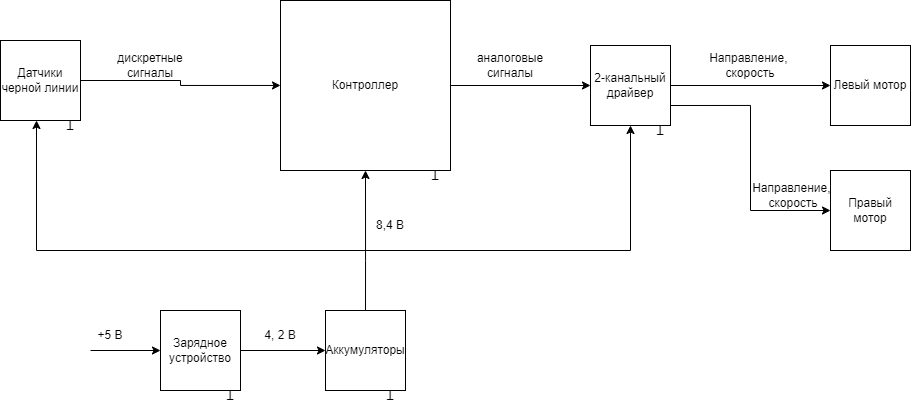 Датчики
черной линии
дискретные
сигналы
Контроллер
аналоговые
сигналы
2-канальный
драйвер
Направление,
скорость
Левый мотор
Направление,
скорость
Правый
мотор
8,4 В
+5 В
Зарядное
устройство
4, 2 В
Аккумуляторы